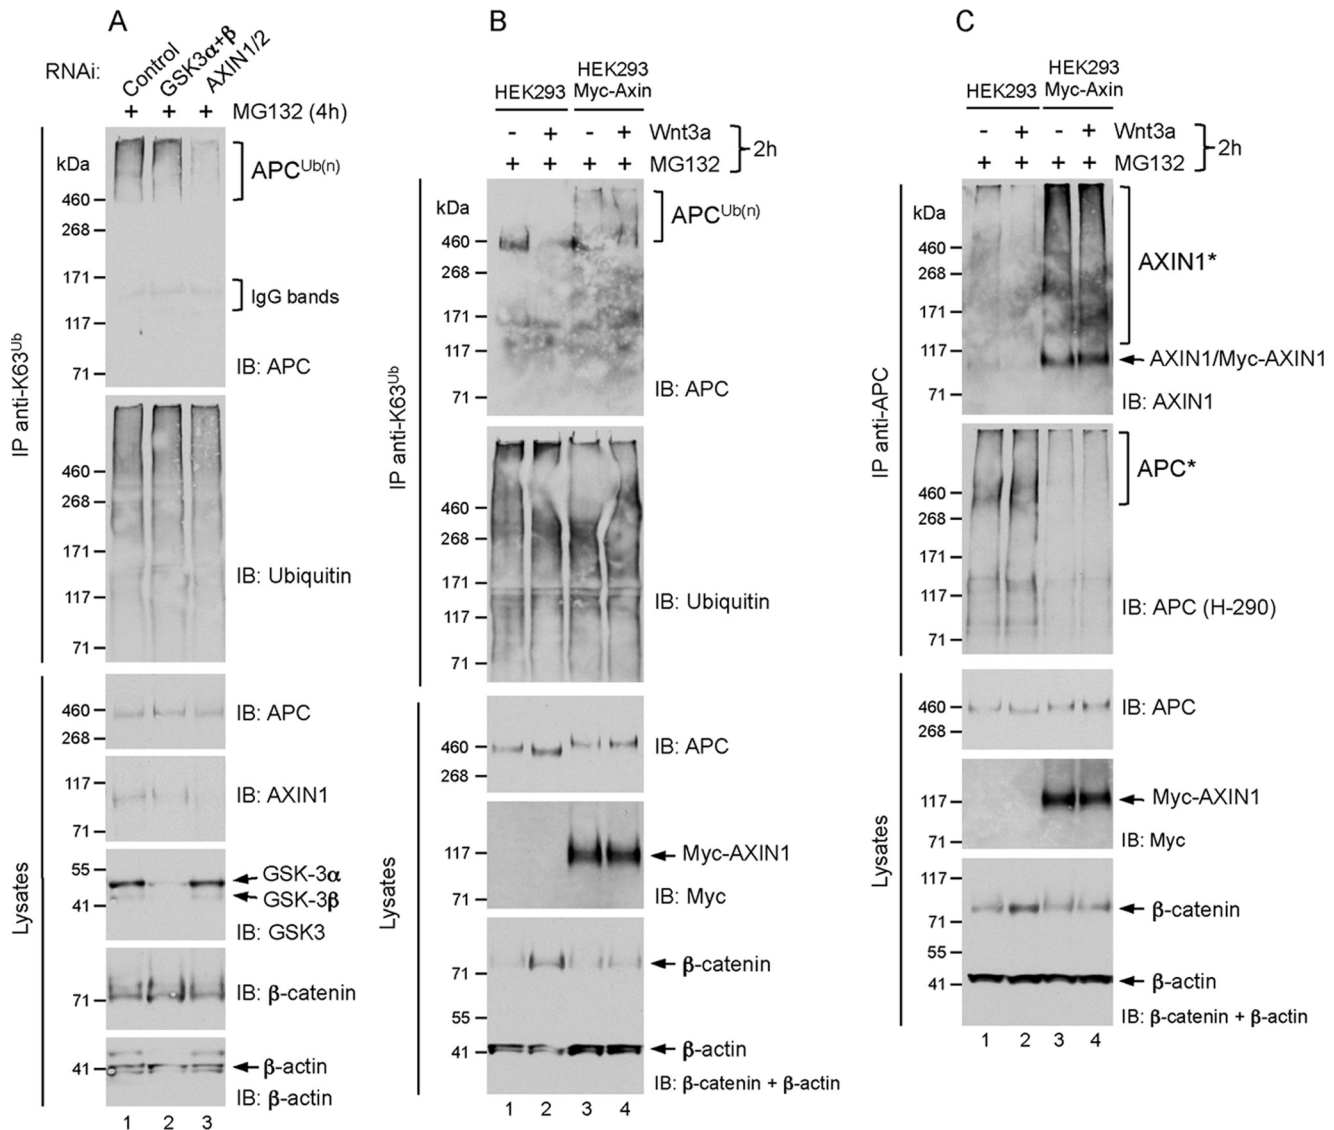 A
RNAi:
Control
GSK3α+β
AXIN1/2
+ + + MG132 (4h)
IP anti-K63Ub
kDa
460
268
171
117
71
APCUb(n)
IgG bands
IB: APC
460
268
171
117
71
IB: Ubiquitin
Lysates
460
268
IB: APC
117
71
IB: AXIN1
55
41
GSK-3α
GSK-3β
IB: GSK3
71
IB: β-catenin
41
β-actin
IB: β-actin
1 2 3
B
HEK293
HEK293
Myc-Axin
- + - + Wnt3a
+ + + + MG132
2h
IP anti-K63Ub
kDa
460
268
171
117
71
APCUb(n)
IB: APC
460
268
171
117
71
IB: Ubiquitin
Lysates
460
268
IB: APC
117
71
Myc-AXIN1
IB: Myc
71
55
41
β-catenin
β-actin
IB: β-catenin + β-actin
1 2 3 4
C
HEK293
HEK293
Myc-Axin
- + - + Wnt3a
+ + + + MG132
2h
IP anti-APC
kDa
460
268
171
117
71
AXIN1*
AXIN1/Myc-AXIN1
IB: AXIN1
460
268
171
117
71
APC*
IB: APC (H-290)
Lysates
460
268
IB: APC
117
71
Myc-AXIN1
IB: Myc
117
71
55
41
β-catenin
β-actin
IB: β-catenin + β-actin
1 2 3 4